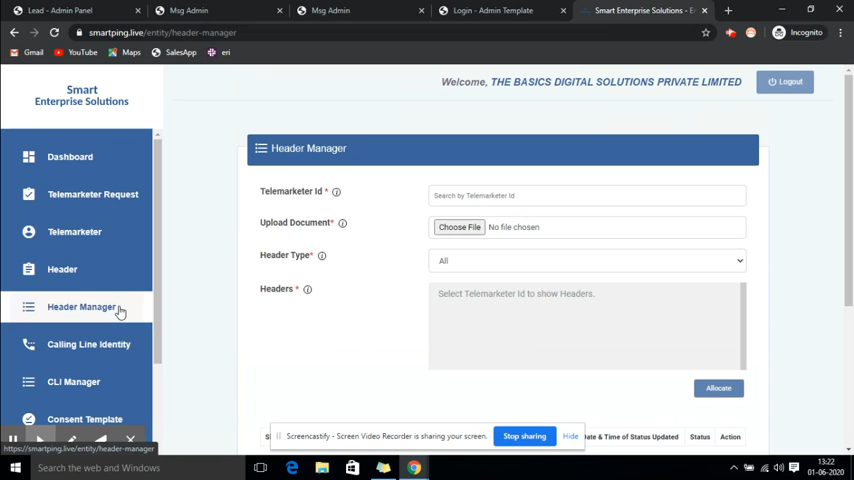 Lead - Admin Panel
Msg Admin
Msg Admin
Login - Admin Template
Smart Enterprise Solutions - E
smartping.live/entity/header-manager
Incognito
Gmail
YouTube
Maps
SalesApp
eri
Smart
Enterprise Solutions
Welcome, THE BASICS DIGITAL SOLUTIONS PRIVATE LIMITED
Logout
Dashboard
Telemarketer Request
Telemarketer
Header
Header Manager
Calling Line Identity
CLI Manager
Consent Template
Header Manager
Telemarketer Id *
Search by Telemarketer Id
Upload Document*
Choose File No file chosen
Header Type*
All
Headers *
Select Telemarketer Id to show Headers.
Allocate
Date & Time of Status Updated
Status
Action
Screencastify - Screen Video Recorder is sharing your screen.
Stop sharing
Hide
https://smartping.live/entity/header-manager
Search the web and Windows
13:22
01-06-2020